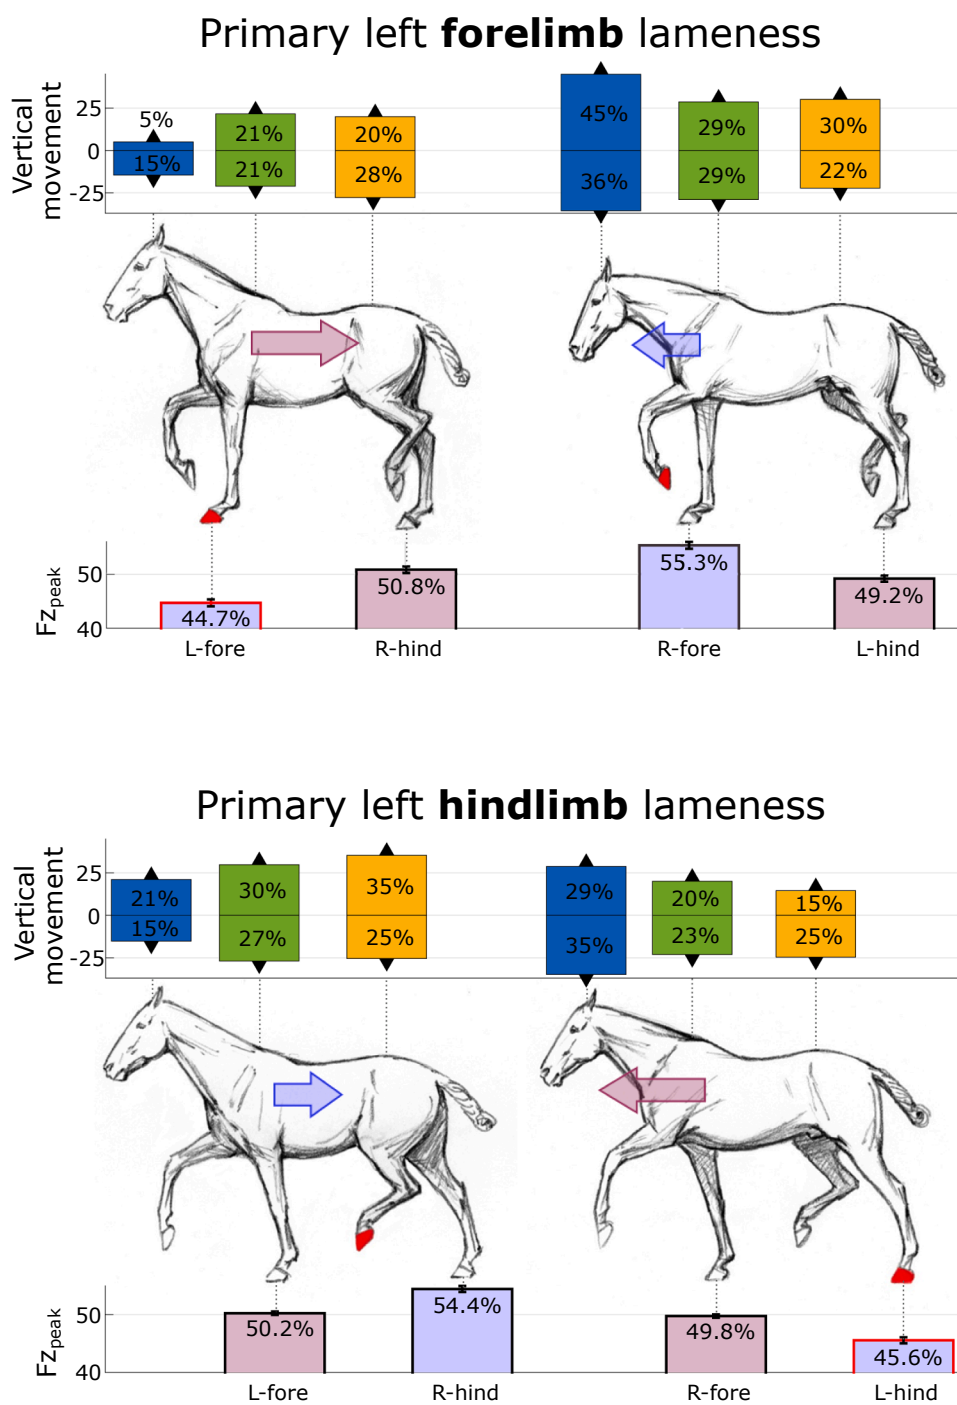 Primary left forelimb lameness
Vertical
movement
25
0
-25
5%
15%
21%
21%
20%
28%
45%
36%
29%
29%
30%
22%
Fzpeak
50
40
44.7%
50.8%
55.3%
49.2%
L-fore
R-hind
R-fore
L-hind
Primary left hindlimb lameness
Vertical
movement
25
0
-25
21%
15%
30%
27%
35%
25%
29%
35%
20%
23%
15%
25%
Fzpeak
50
40
50.2%
54.4%
49.8%
45.6%
L-fore
R-hind
R-fore
L-hind